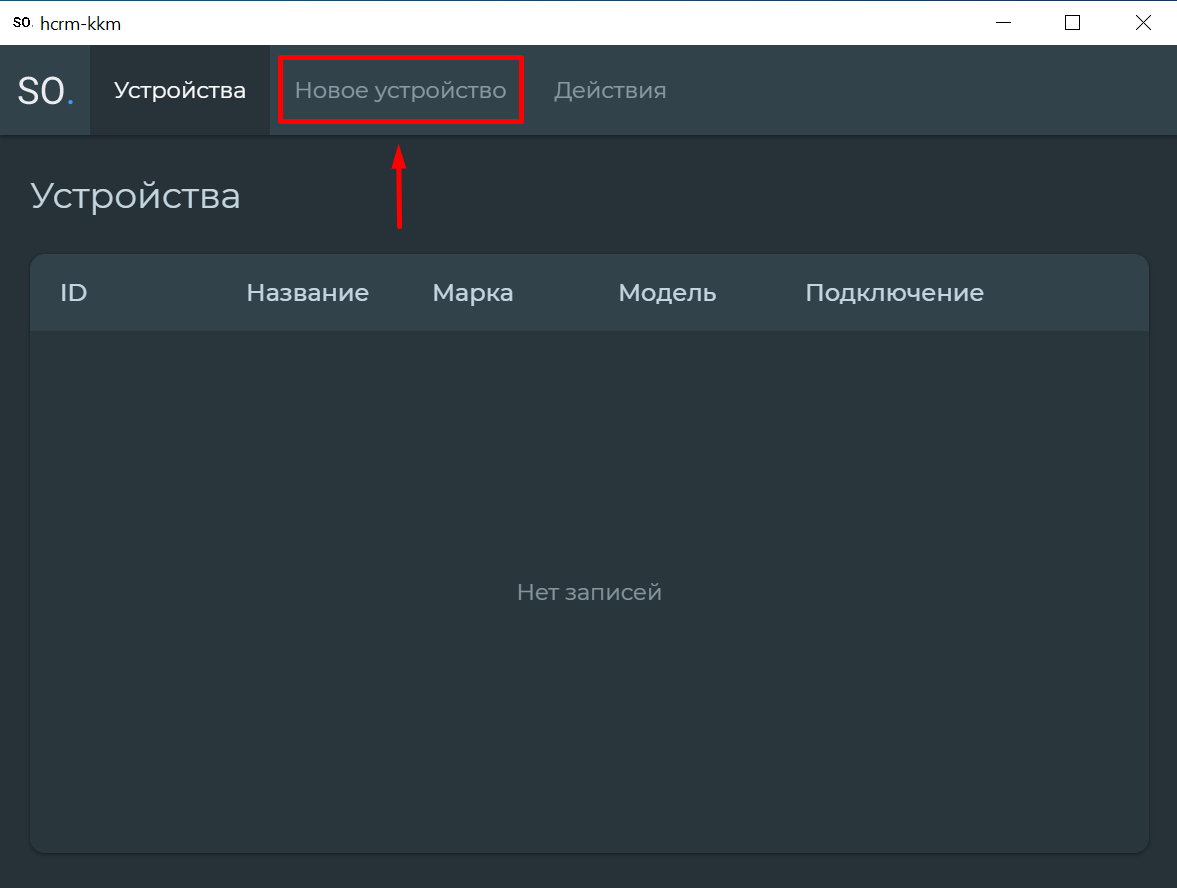 SO. hcrm-kkm
SO. Устройства Новое устройство Действия
Устройства
ID Название Марка Модель Подключение
Нет записей